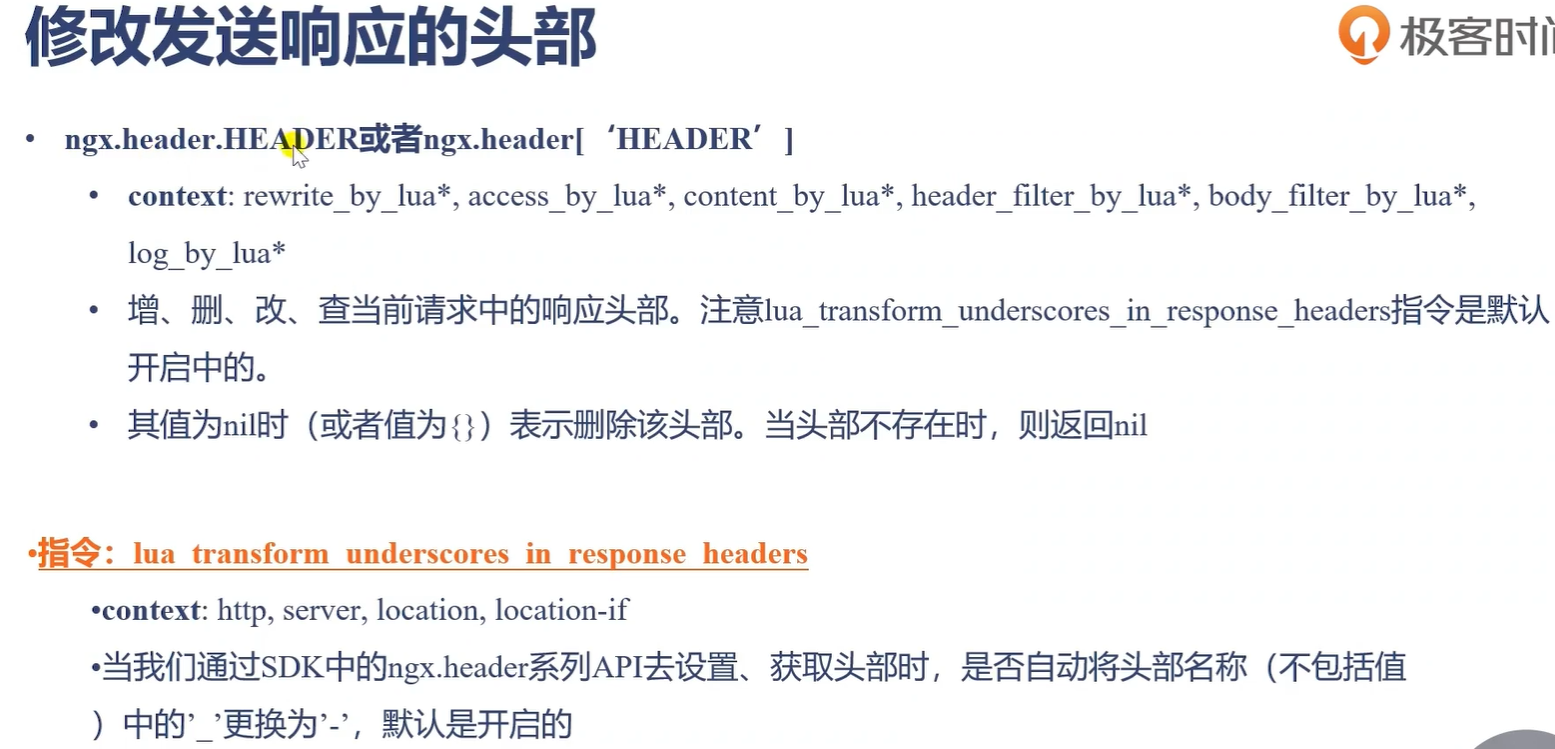 修改发送响应的头部
极客时间
• ngx.header.HEADER或者ngx.header[‘HEADER’]
• context: rewrite_by_lua*, access_by_lua*, content_by_lua*, header_filter_by_lua*, body_filter_by_lua*,
log_by_lua*
• 增、删、改、查当前请求中的响应头部。注意lua_transform_underscores_in_response_headers指令是默认
开启中的。
• 其值为nil时（或者值为{}）表示删除该头部。当头部不存在时，则返回nil
•指令：lua_transform_underscores_in_response_headers
•context: http, server, location, location-if
•当我们通过SDK中的ngx.header系列API去设置、获取头部时，是否自动将头部名称（不包括值
）中的’_’更换为’-’，默认是开启的